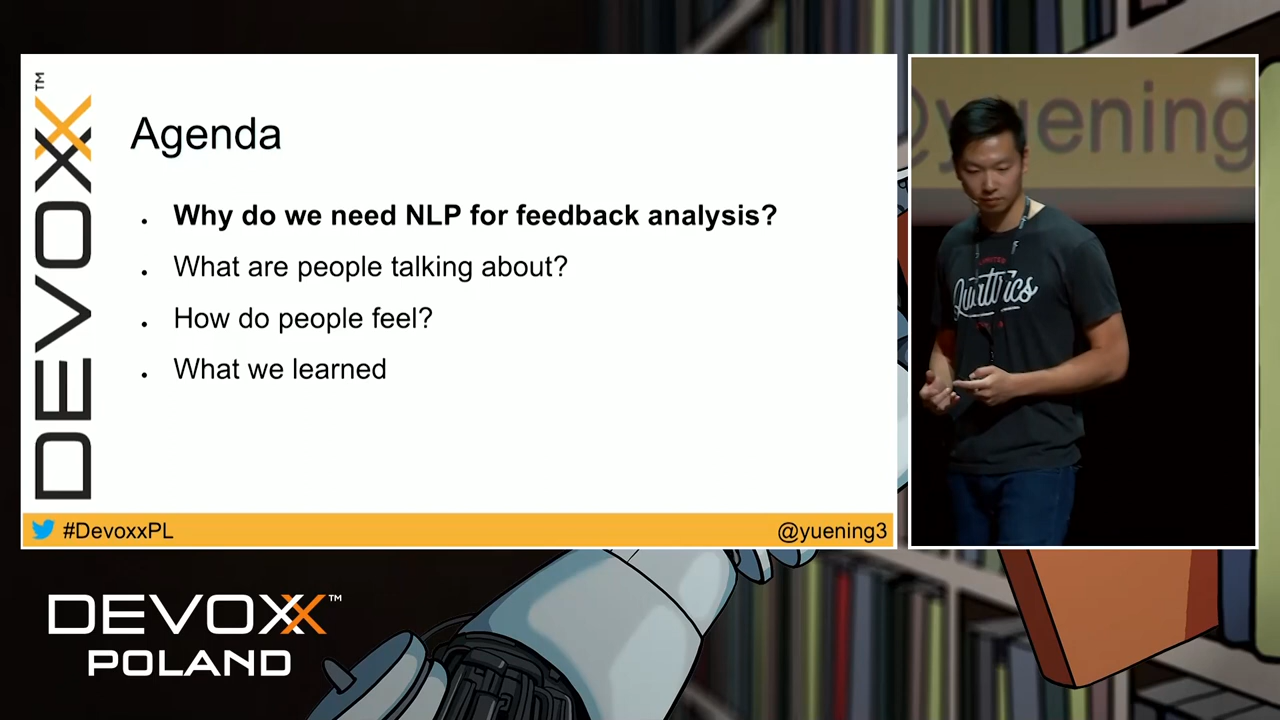 DEVOXX™
Agenda
• Why do we need NLP for feedback analysis?
• What are people talking about?
• How do people feel?
• What we learned
#DevoxxPL
@yuening3
@yuening
Qualtrics
DEVOXX™
POLAND